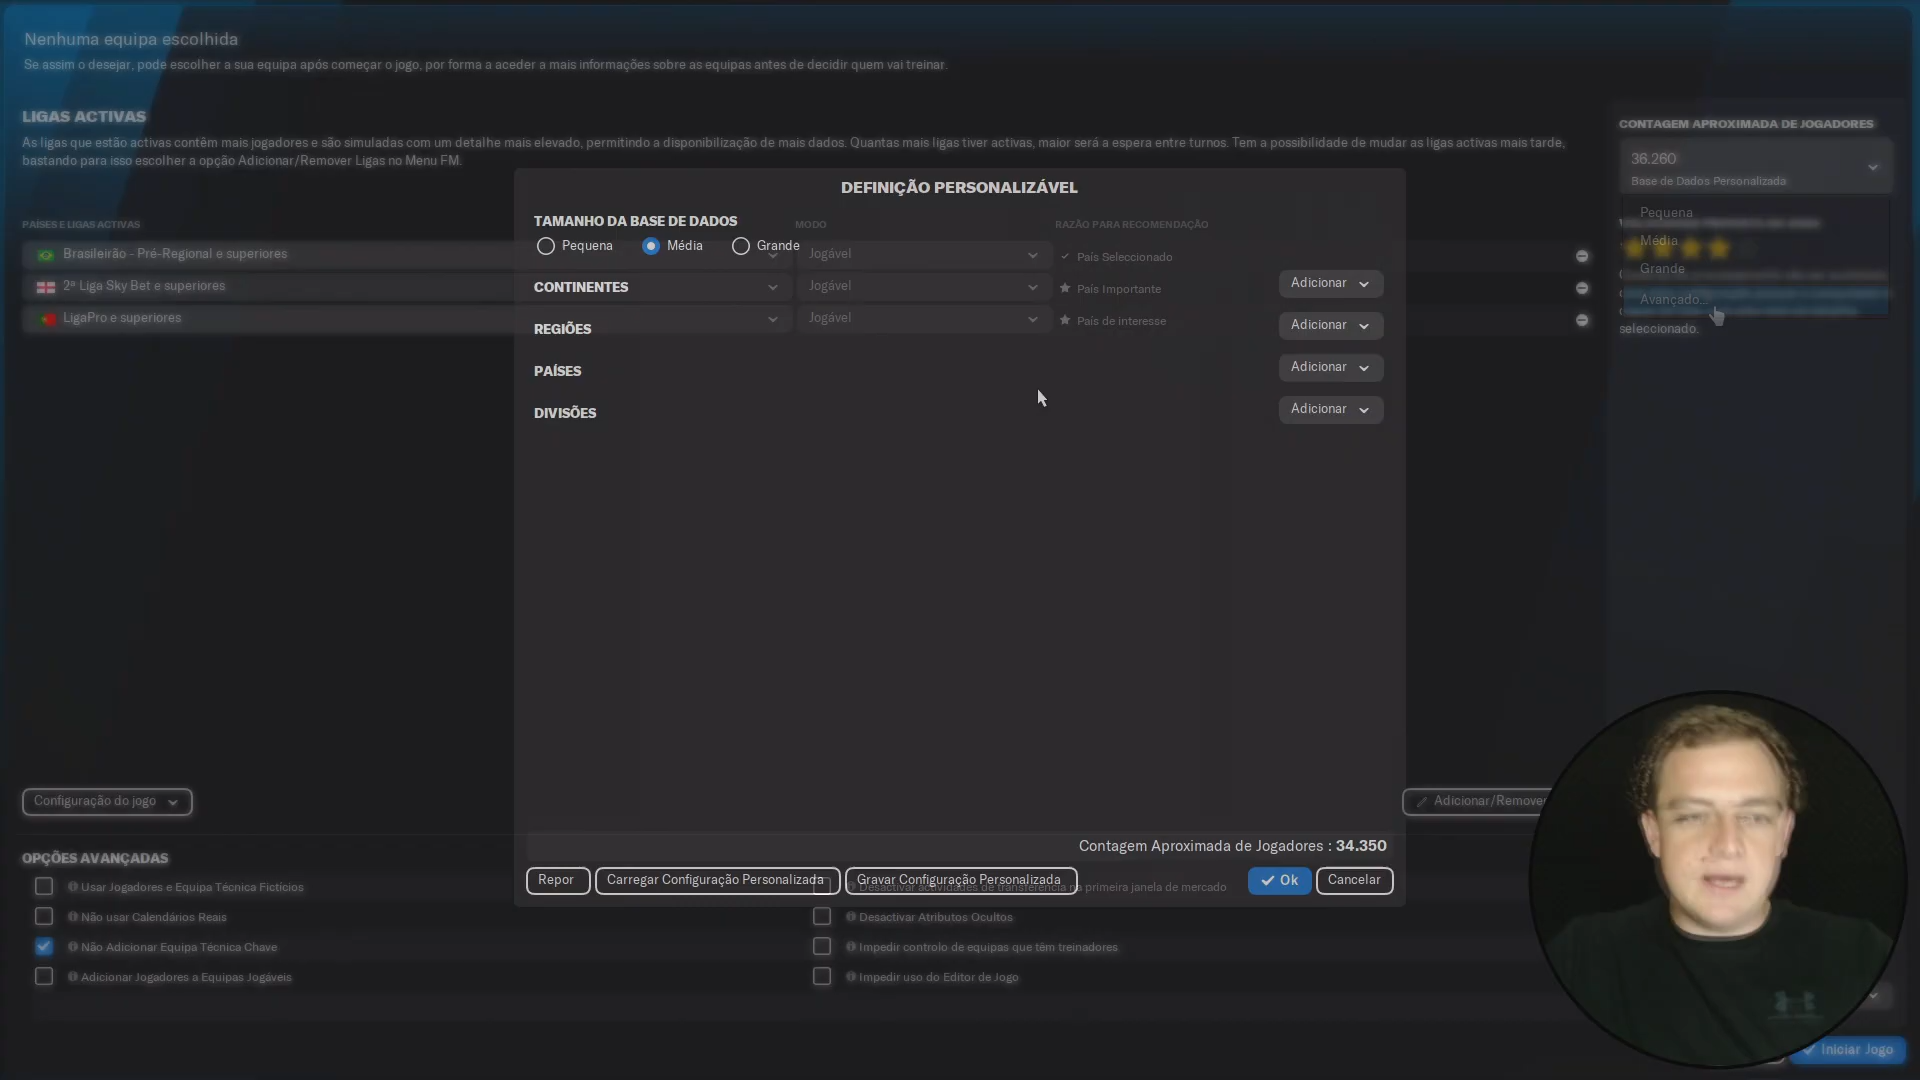 Nenhuma equipa escolhida
Se assim o desejar, pode escolher a sua equipa após começar o jogo, por forma a aceder a mais informações sobre as equipas antes de decidir quem vai treinar.
LIGAS ACTIVAS
As ligas que estão activas contêm mais jogadores e são simuladas com um detalhe mais elevado, permitindo a disponibilização de mais dados. Quantas mais ligas tiver activas, maior será a espera entre turnos. Tem a possibilidade de mudar as ligas activas mais tarde,
bastando para isso escolher a opção Adicionar/Remover Ligas no Menu FM.
CONTAGEM APROXIMADA DE JOGADORES
36.260
Base de Dados Personalizada
Pequena
Média
Grande
Avançado...
seleccionado.
PAÍSES E LIGAS ACTIVAS
MODO
RAZÃO PARA RECOMENDAÇÃO
Brasileirão - Pré-Regional e superiores
Jogável
País Seleccionado
2ª Liga Sky Bet e superiores
Jogável
País Importante
LigaPro e superiores
Jogável
País de interesse
DEFINIÇÃO PERSONALIZÁVEL
TAMANHO DA BASE DE DADOS
Pequena
Média
Grande
CONTINENTES
Adicionar
REGIÕES
Adicionar
PAÍSES
Adicionar
DIVISÕES
Adicionar
Contagem Aproximada de Jogadores : 34.350
Repor
Carregar Configuração Personalizada
Gravar Configuração Personalizada
Ok
Cancelar
Configuração do jogo
Adicionar/Remover
OPÇÕES AVANÇADAS
Usar Jogadores e Equipa Técnica Fictícios
Desactivar actividades de transferência na primeira janela de mercado
Não usar Calendários Reais
Desactivar Atributos Ocultos
Não Adicionar Equipa Técnica Chave
Impedir controlo de equipas que têm treinadores
Adicionar Jogadores a Equipas Jogáveis
Impedir uso do Editor de Jogo
Iniciar Jogo